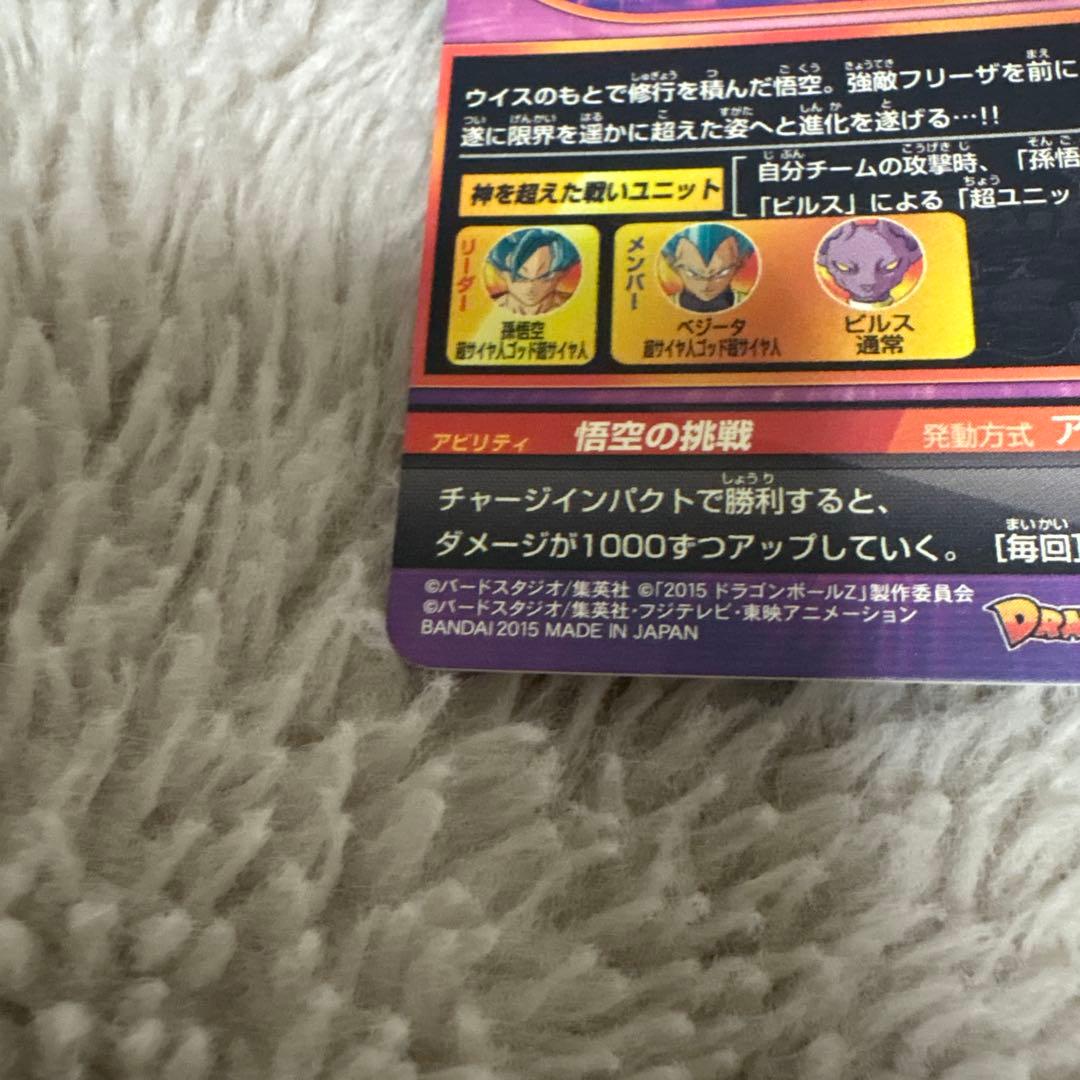 ウイスのもとで修行を積んだ悟空。強敵フリーザを前に
遂に限界を遥かに超えた姿へと進化を遂げる…!!
神を超えた戦いユニット
自分チームの攻撃時、「孫悟
「ビルス」による「超ユニッ
リーダー
孫悟空
超サイヤ人ゴッド超サイヤ人
メンバー
ベジータ
超サイヤ人ゴッド超サイヤ人
ビルス
通常
アビリティ 悟空の挑戦 発動方式 ア
チャージインパクトで勝利すると、
ダメージが1000ずつアップしていく。 [毎回]
©バードスタジオ/集英社 ©「2015 ドラゴンボールZ」製作委員会
©バードスタジオ/集英社・フジテレビ・東映アニメーション
BANDAI 2015 MADE IN JAPAN
DRA